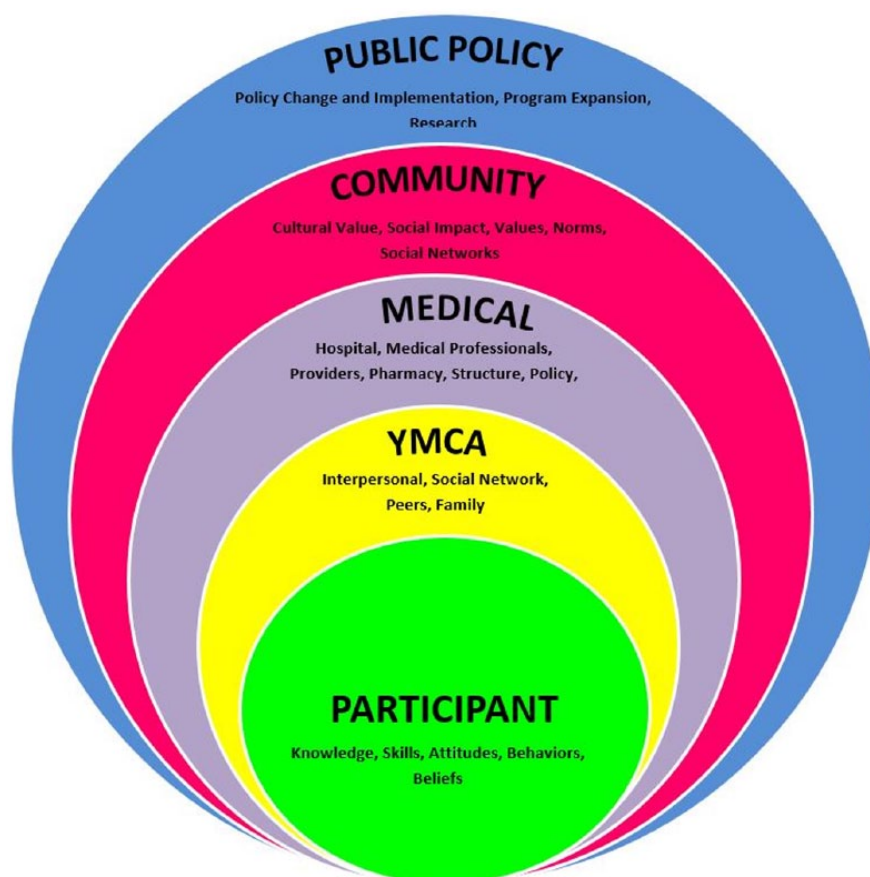 PUBLIC POLICY
Policy Change and Implementation, Program Expansion,
Research
COMMUNITY
Cultural Value, Social Impact, Values, Norms,
Social Networks
MEDICAL
Hospital, Medical Professionals,
Providers, Pharmacy, Structure, Policy,
YMCA
Interpersonal, Social Network,
Peers, Family
PARTICIPANT
Knowledge, Skills, Attitudes, Behaviors,
Beliefs